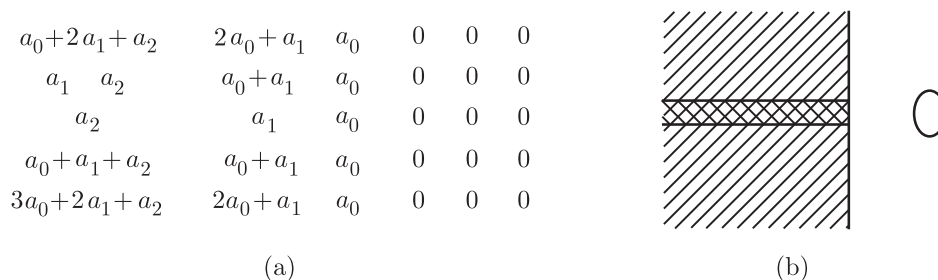 a₀+2a₁+a₂ 2a₀+a₁ a₀ 0 0 0
a₁ a₂ a₀+a₁ a₀ 0 0 0
a₂ a₁ a₀ 0 0 0
a₀+a₁+a₂ a₀+a₁ a₀ 0 0 0
3a₀+2a₁+a₂ 2a₀+a₁ a₀ 0 0 0
(a) (b)